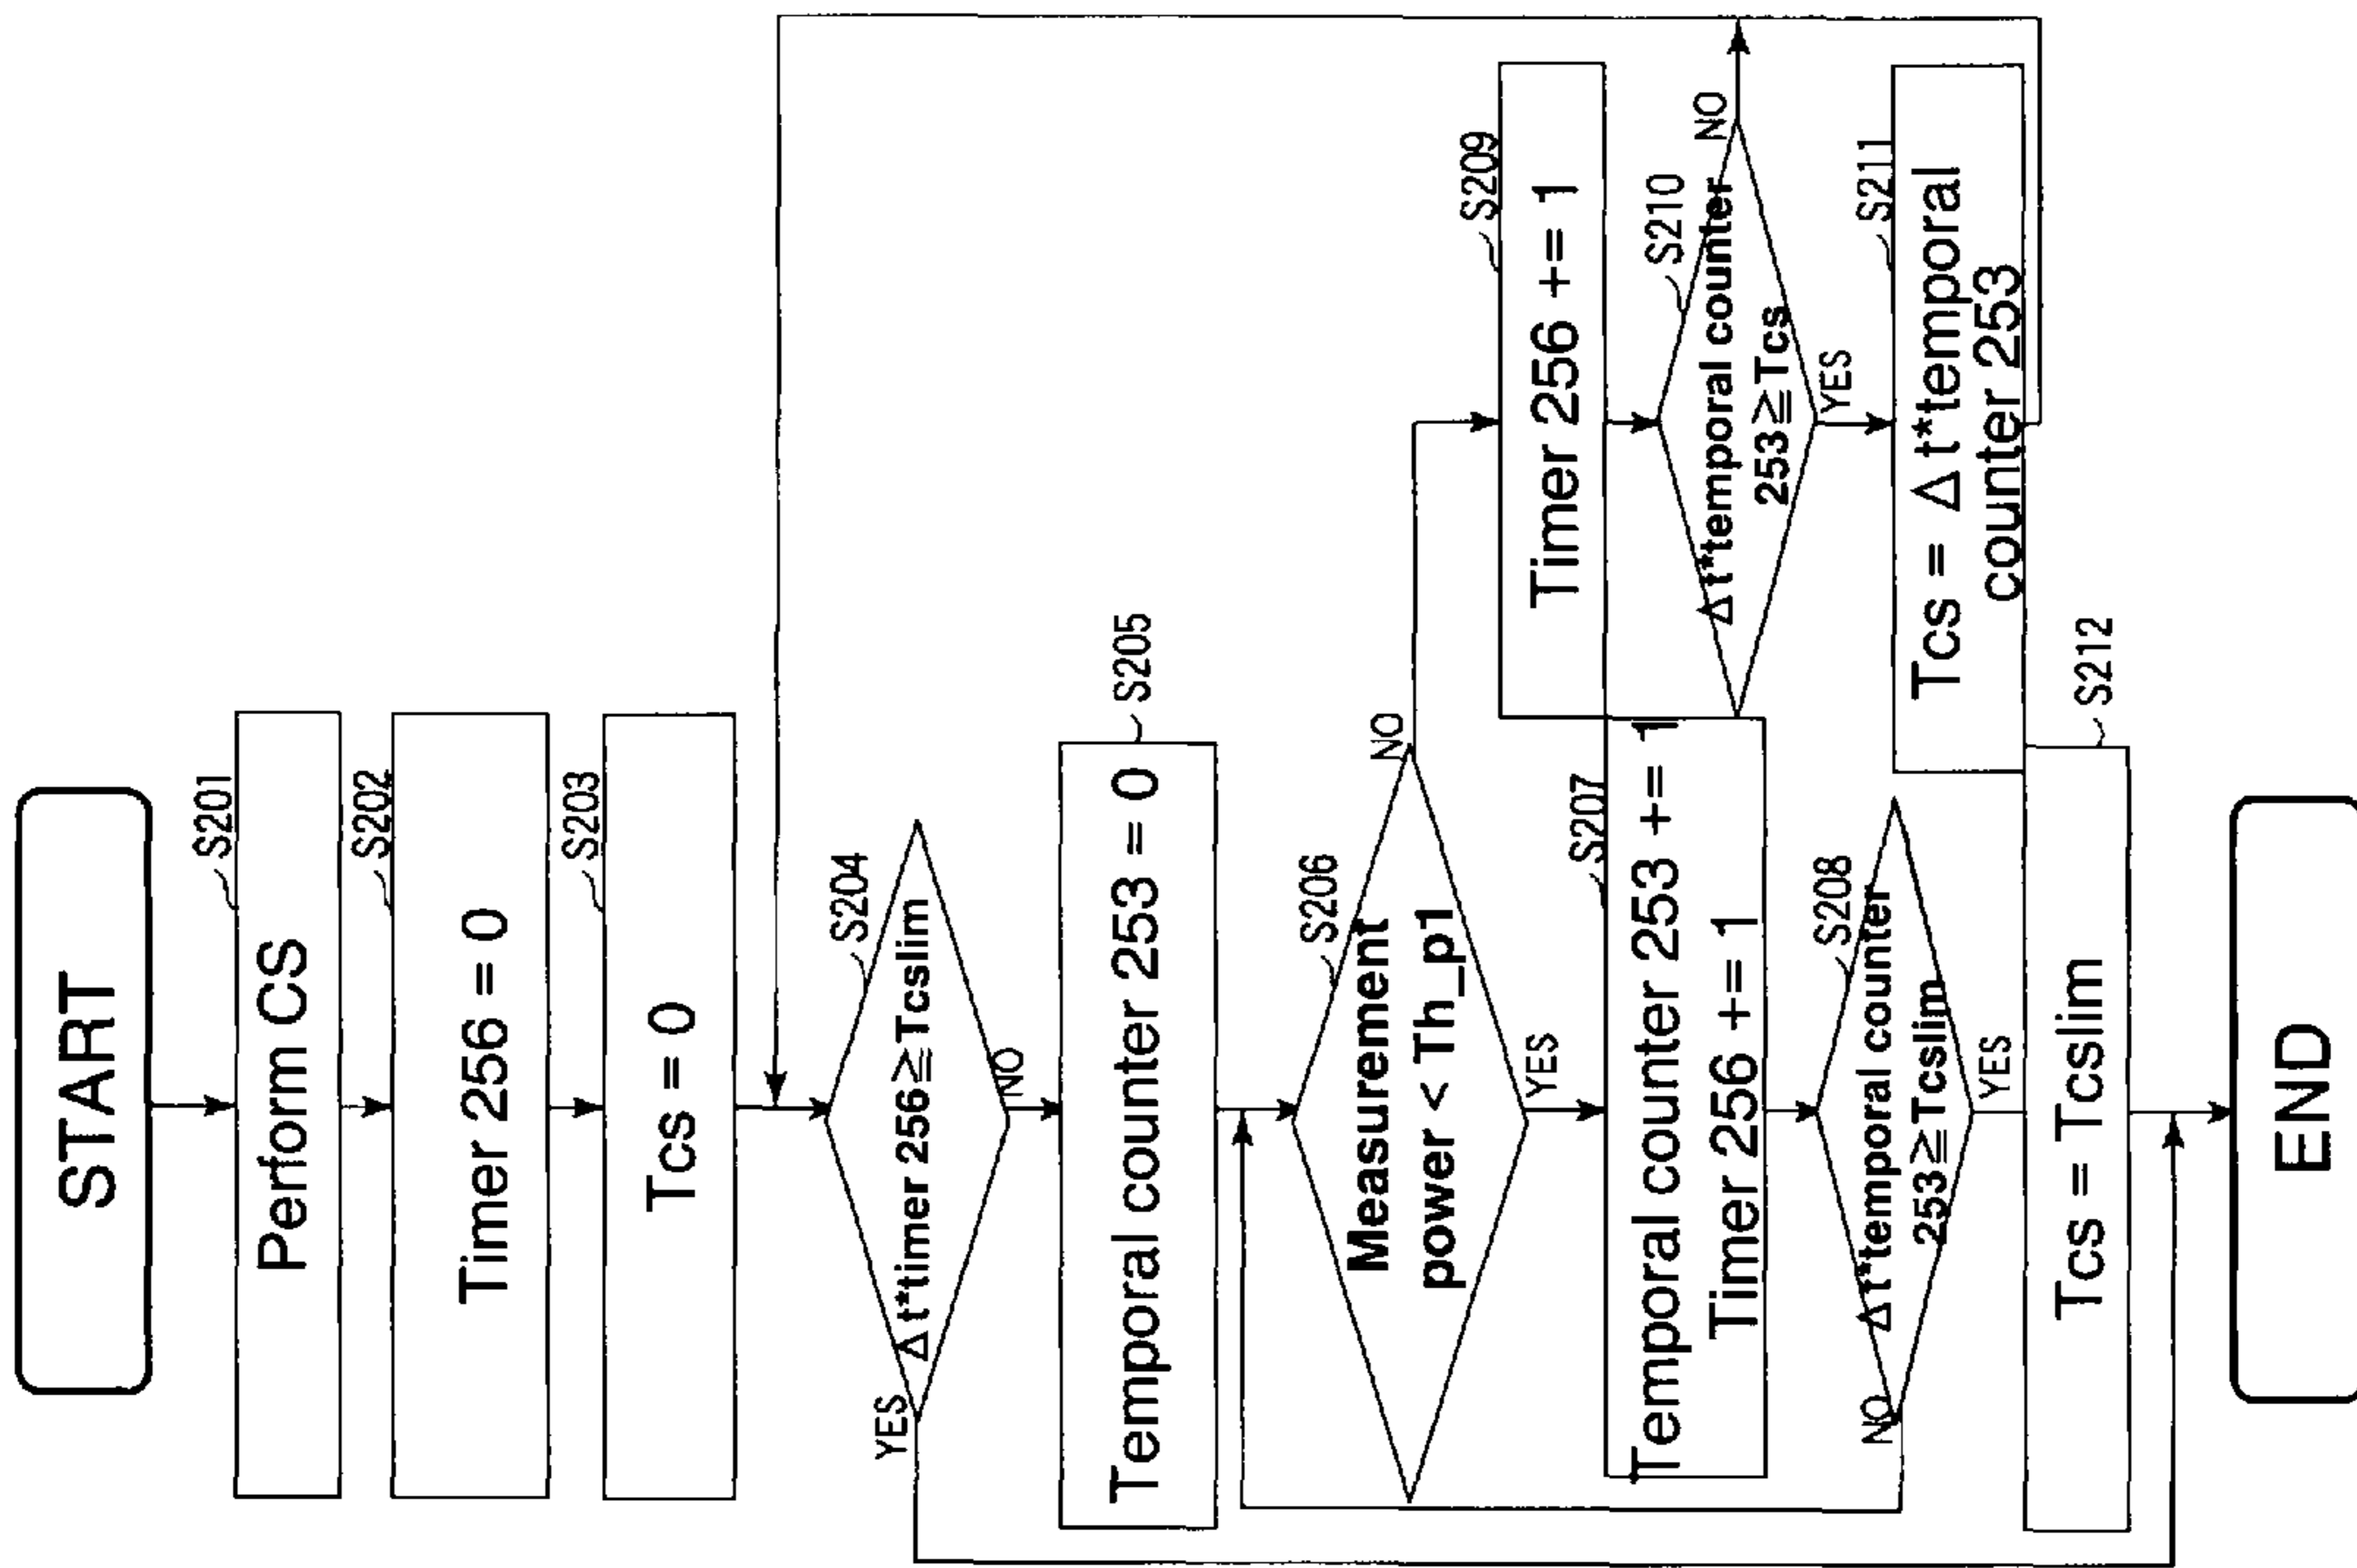 START
S201
Perform CS
S202
Timer 256 = 0
S203
Tcs = 0
S204
Δt*timer 256≧Tcslim
YES
NO
S205
Temporal counter 253 = 0
S206
Measurement
power < Th_p1
NO
YES
S207
Temporal counter 253 += 1
Timer 256 += 1
S208
Δt*temporal counter
253≧Tcslim
NO
YES
S209
Timer 256 += 1
S210
Δt*temporal counter
253≧Tcs
NO
YES
S211
Tcs = Δt*temporal
counter 253
S212
Tcs = Tcslim
END